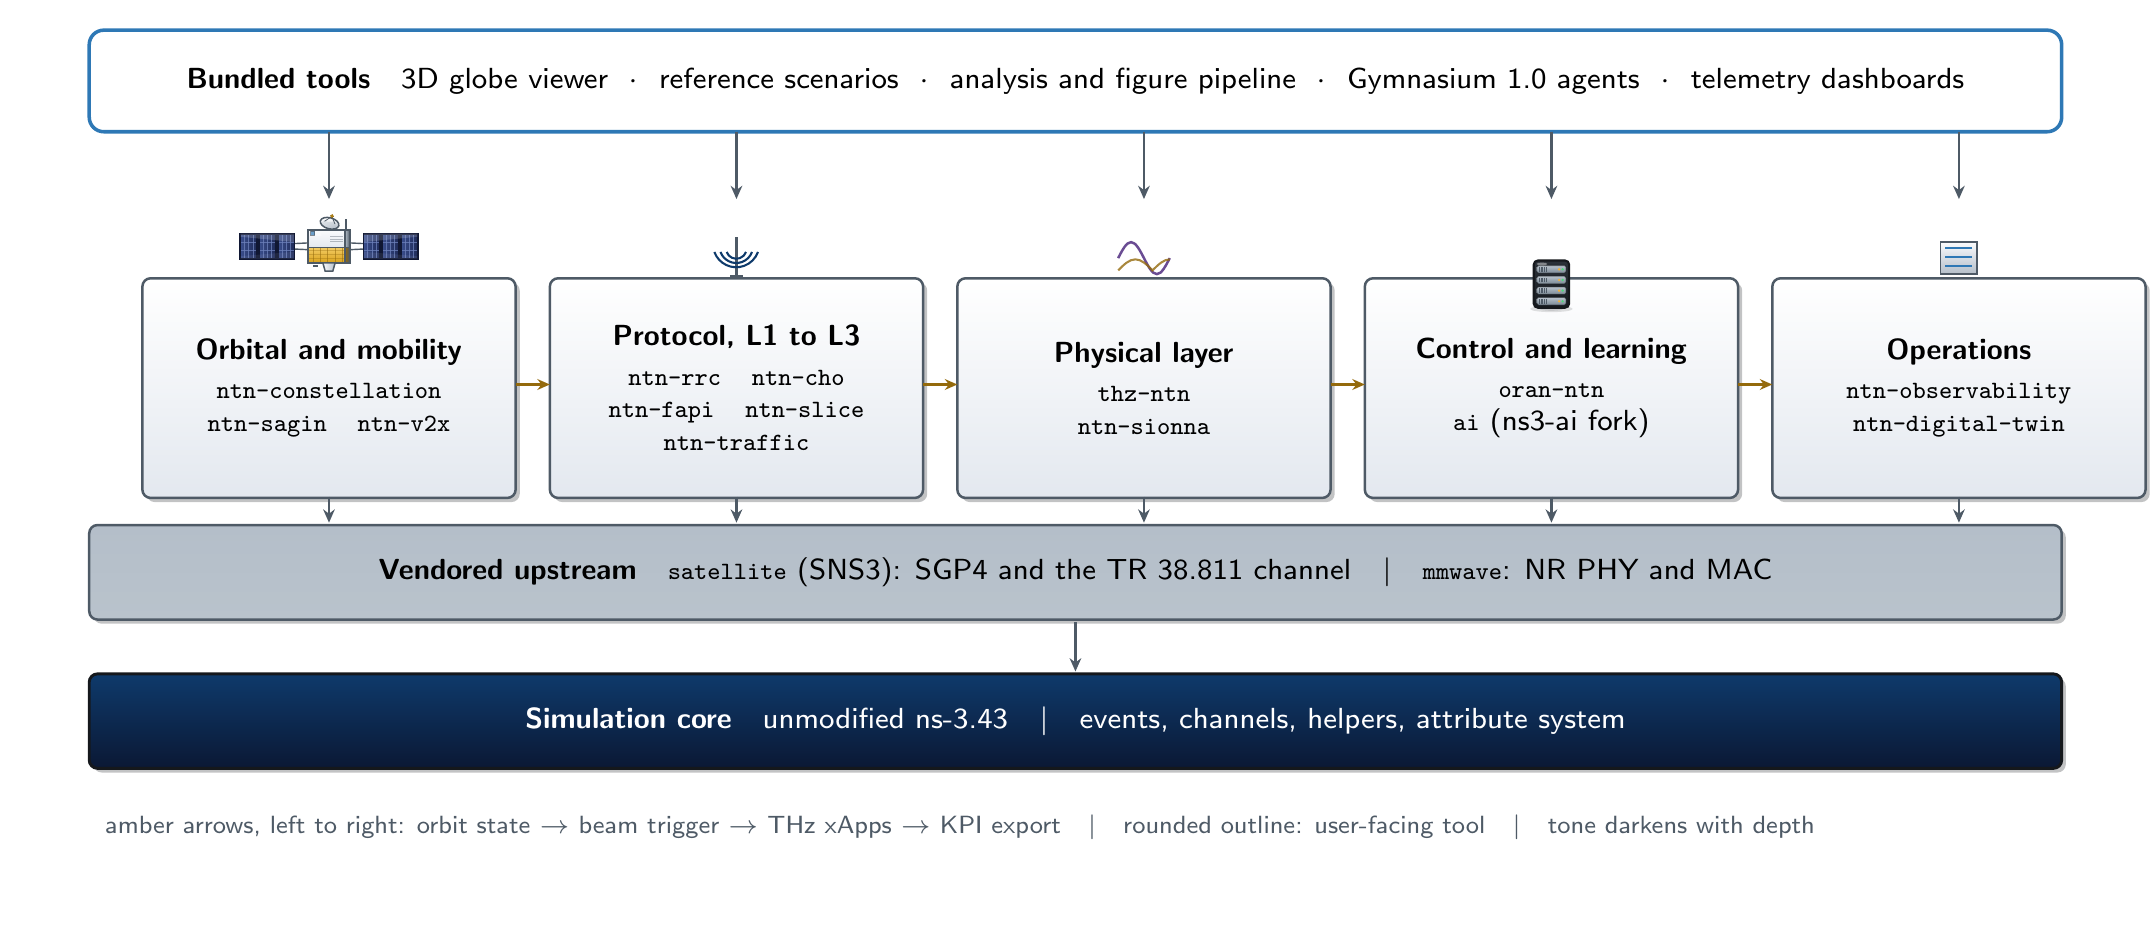 Bundled tools 3D globe viewer · reference scenarios · analysis and figure pipeline · Gymnasium 1.0 agents · telemetry dashboards
Orbital and mobility
ntn-constellation
ntn-sagin ntn-v2x
Protocol, L1 to L3
ntn-rrc ntn-cho
ntn-fapi ntn-slice
ntn-traffic
Physical layer
thz-ntn
ntn-sionna
Control and learning
oran-ntn
ai (ns3-ai fork)
Operations
ntn-observability
ntn-digital-twin
Vendored upstream satellite (SNS3): SGP4 and the TR 38.811 channel | mmwave: NR PHY and MAC
Simulation core unmodified ns-3.43 | events, channels, helpers, attribute system
amber arrows, left to right: orbit state → beam trigger → THz xApps → KPI export | rounded outline: user-facing tool | tone darkens with depth